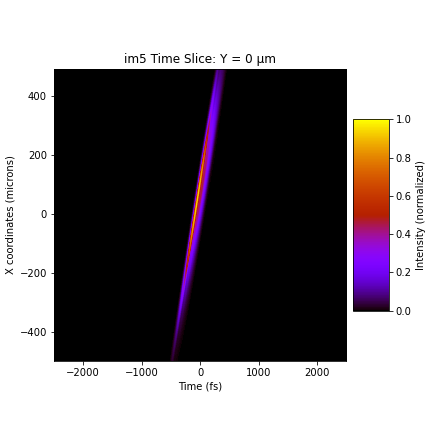 im5 Time Slice: Y = 0 µm
X coordinates (microns)
400
200
0
−200
−400
−2000 −1000 0 1000 2000
Time (fs)
1.0
0.8
0.6
0.4
0.2
0.0
Intensity (normalized)